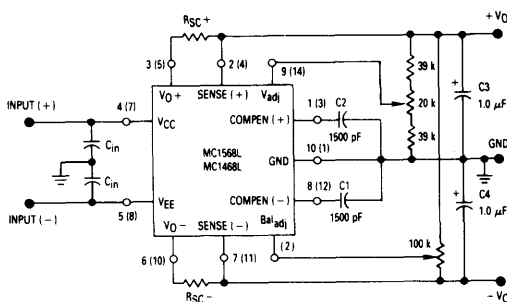 RSC+
+VO
3 (5)
2 (4)
9 (14)
39 k
VO+
SENSE (+)
Vadj
C3
1.0 µF
20 k
INPUT (+)
4 (7)
VCC
COMPEN (+)
1 (3)
C2
1500 pF
39 k
Cin
MC1568L
MC1468L
GND
10 (1)
GND
Cin
COMPEN (−)
8 (12)
C1
1500 pF
C4
1.0 µF
INPUT (−)
5 (8)
VEE
Baladj
VO−
SENSE (−)
(2)
100 k
6 (10)
7 (11)
RSC−
−VO